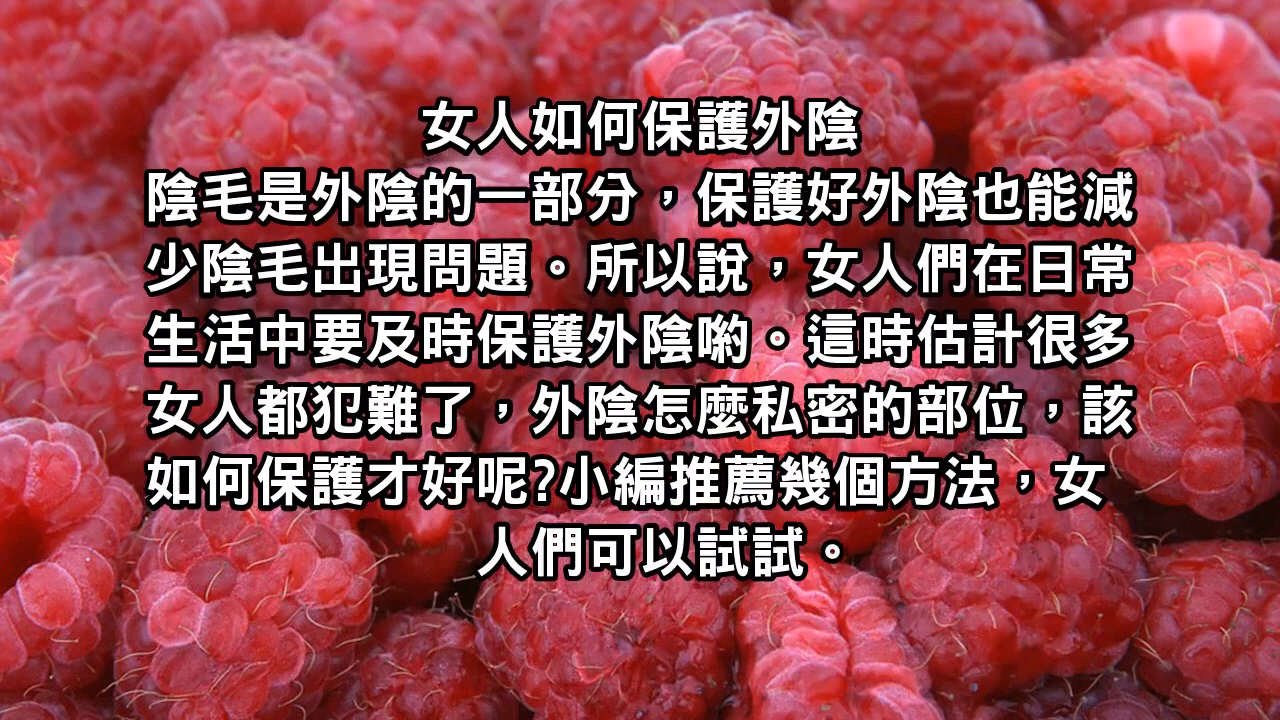 女人如何保護外陰
陰毛是外陰的一部分，保護好外陰也能減
少陰毛出現問題。所以說，女人們在日常
生活中要及時保護外陰喲。這時估計很多
女人都犯難了，外陰怎麼私密的部位，該
如何保護才好呢?小編推薦幾個方法，女
人們可以試試。